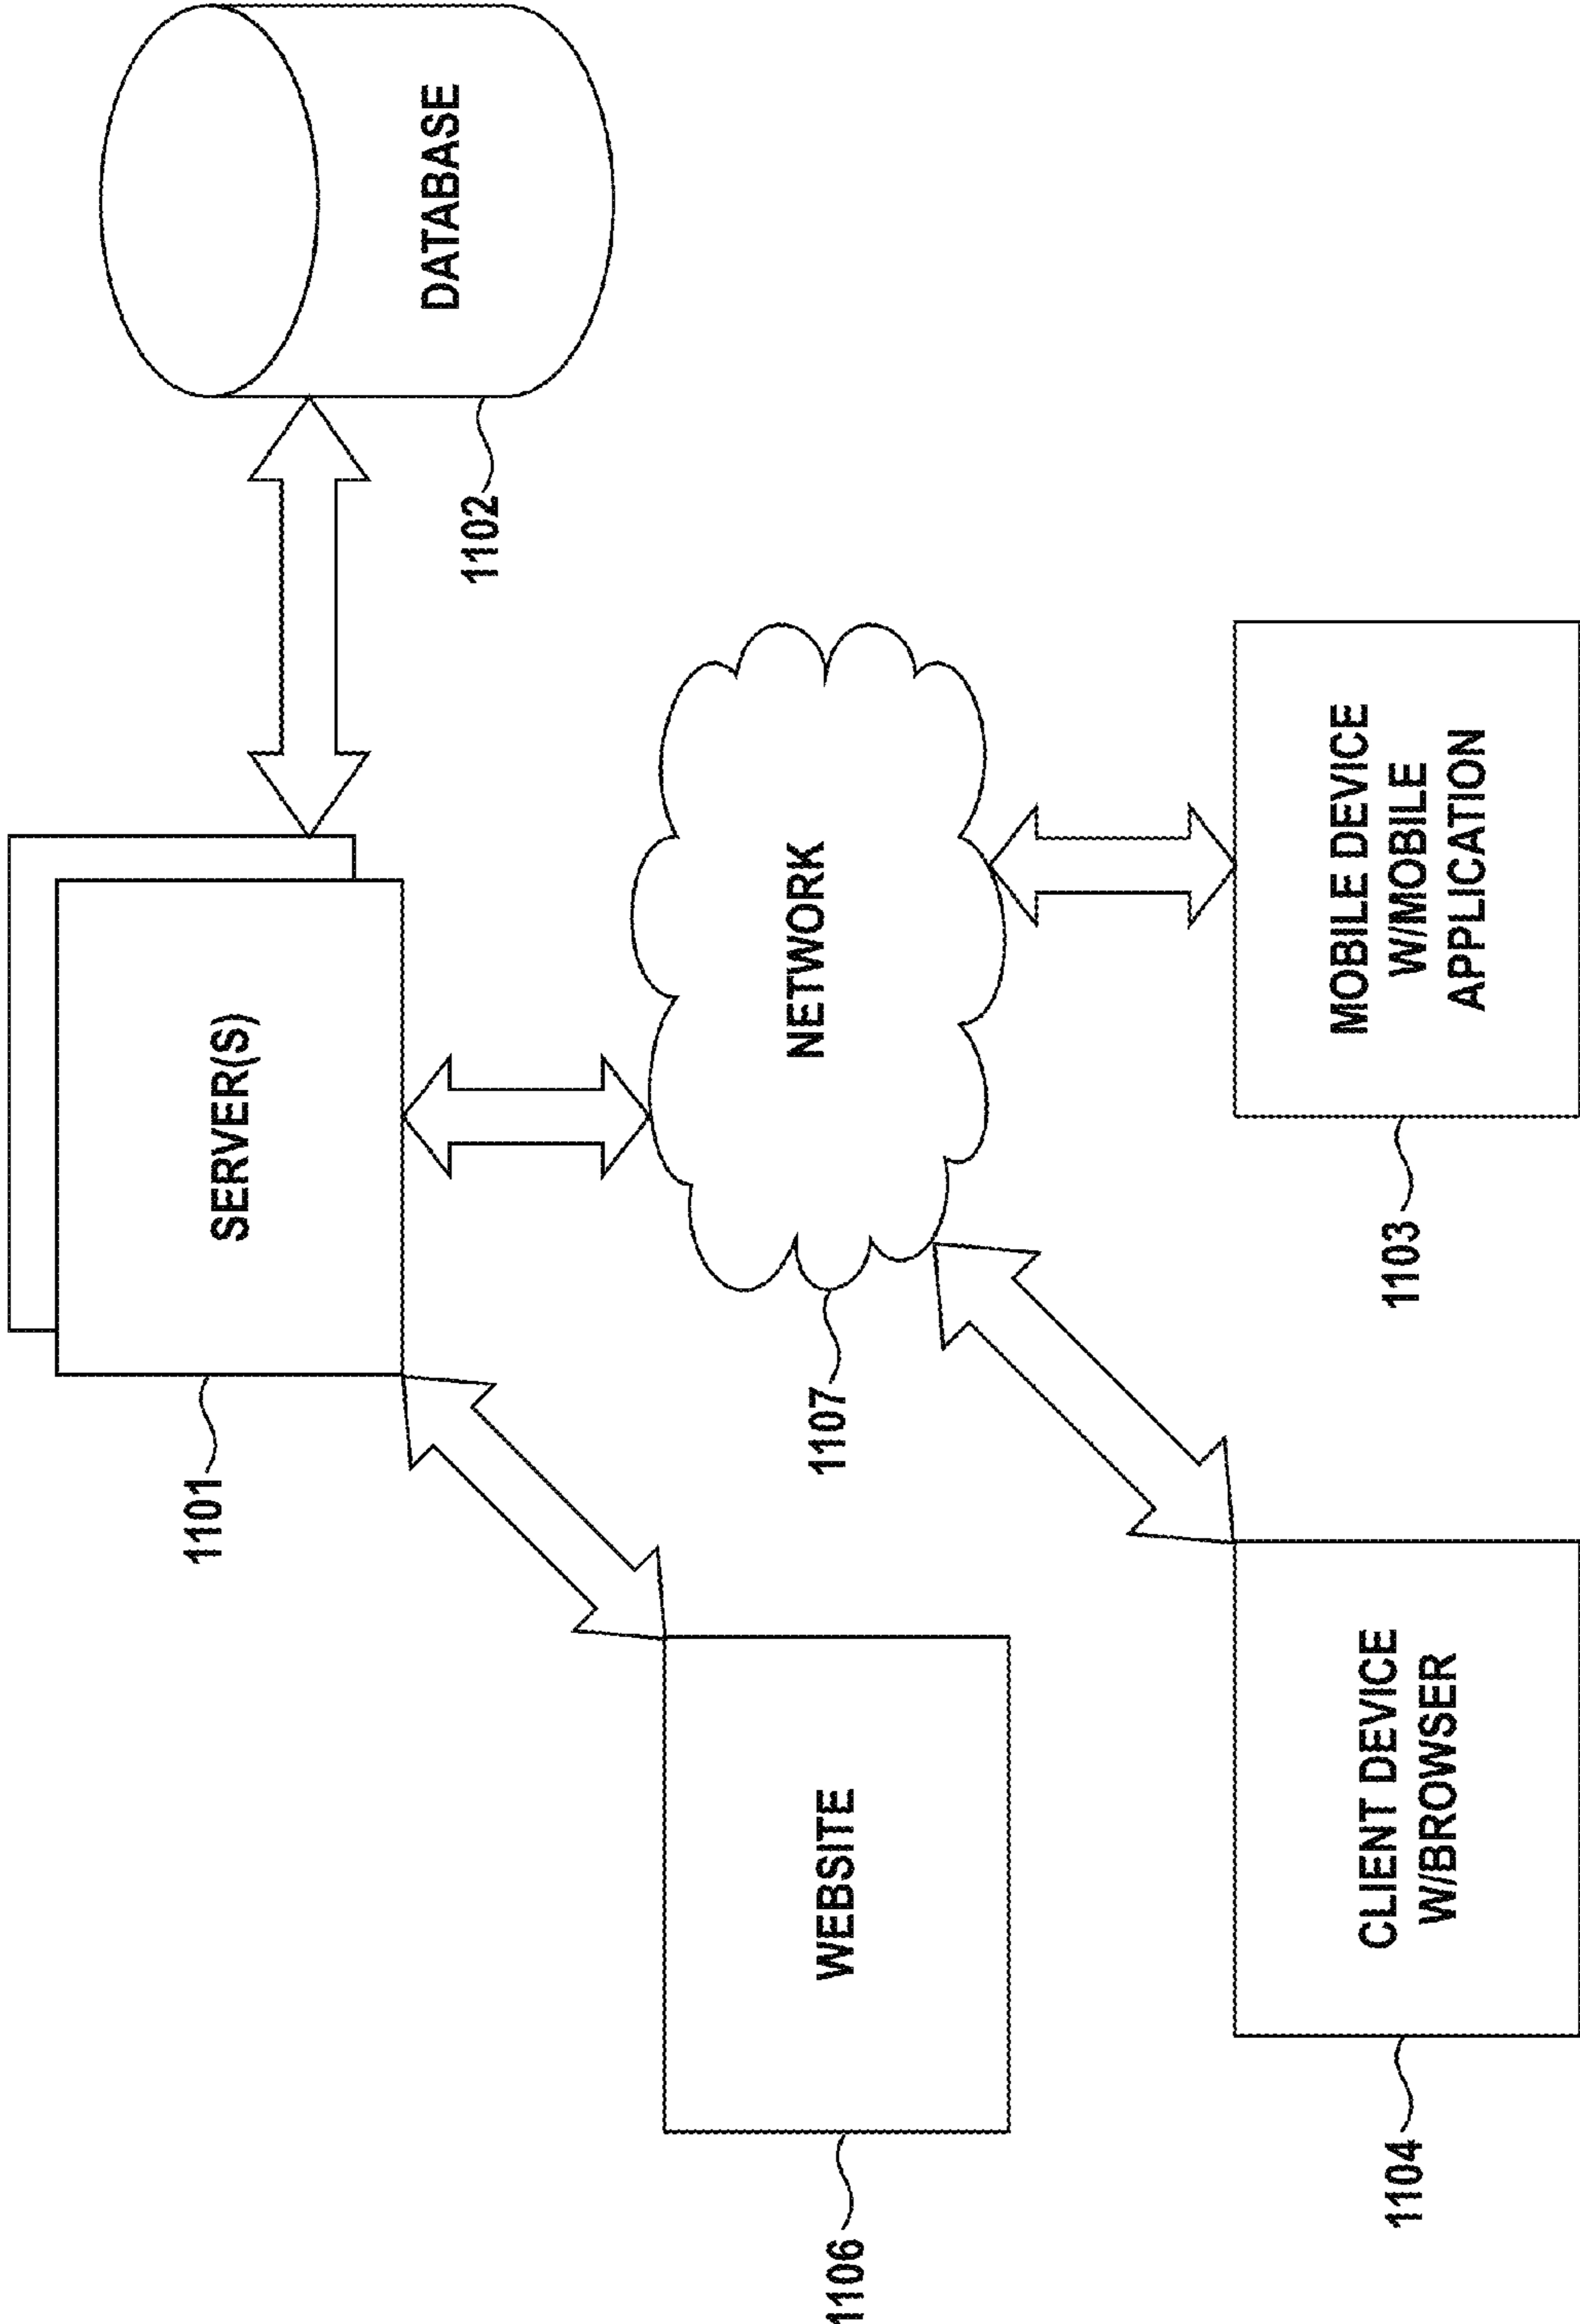 SERVER(S)
1101
DATABASE
1102
NETWORK
1107
WEBSITE
1106
CLIENT DEVICE
W/BROWSER
1104
MOBILE DEVICE
W/MOBILE
APPLICATION
1103